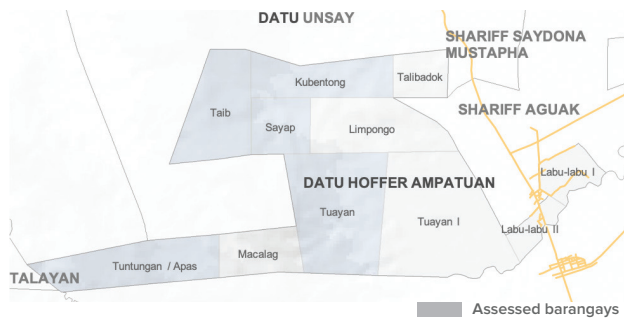 DATU UNSAY
SHARIFF SAYDONA
MUSTAPHA
Kubentong
Talibadok
Taib
Sayap
Limpongo
SHARIFF AGUAK
Labu-labu I
DATU HOFFER AMPATUAN
Tuayan
Tuayan I
Labu-labu II
Macalag
Tuntungan / Apas
TALAYAN
Assessed barangays